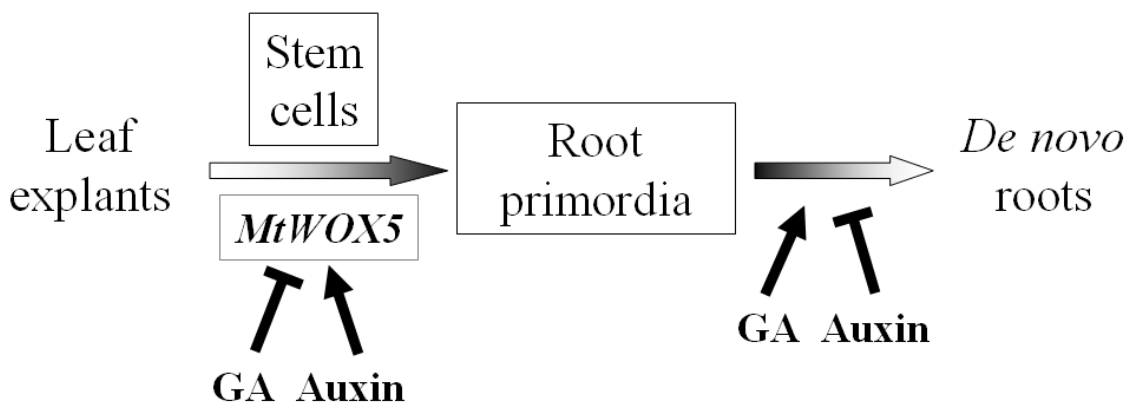 Stem
cells
Leaf
explants
MtWOX5
Root
primordia
De novo
roots
GA Auxin
GA Auxin